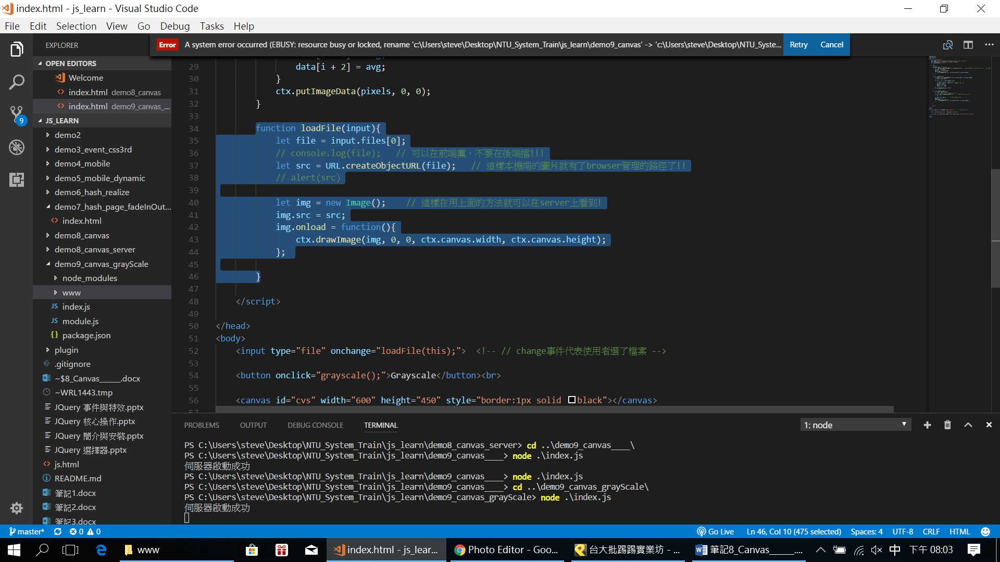 index.html - js_learn - Visual Studio Code
File Edit Selection View Go Debug Tasks Help
EXPLORER
Error A system error occurred (EBUSY: resource busy or locked, rename 'c:\Users\steve\Desktop\NTU_System_Train\js_learn\demo9_canvas' -> 'c:\Users\steve\Desktop\NTU_Syste... Retry Cancel
OPEN EDITORS
Welcome
index.html demo8_canvas
index.html demo9_canvas_...
JS_LEARN
demo2
demo3_event_css3rd
demo4_mobile
demo5_mobile_dynamic
demo6_hash_realize
demo7_hash_page_fadeInOut...
index.html
demo8_canvas
demo8_canvas_server
demo9_canvas_grayScale
node_modules
www
JS index.js
JS module.js
{} package.json
plugin
.gitignore
~$8_Canvas______.docx
~WRL1443.tmp
JQuery 事件與特效.pptx
JQuery 核心操作.pptx
JQuery 簡介與安裝.pptx
JQuery 選擇器.pptx
js.html
README.md
筆記1.docx
筆記2.docx
筆記3.docx
29 data[i + 2] = avg;
30 }
31 ctx.putImageData(pixels, 0, 0);
32 }
33
34 function loadFile(input){
35 let file = input.files[0];
36 // console.log(file); // 可以在前端黨，不要在後端擋!!!
37 let src = URL.createObjectURL(file); // 這樣本機端的圖片就有了browser管理的路徑了!!
38 // alert(src)
39
40 let img = new Image(); // 這樣在用上面的方法就可以在server上看到!
41 img.src = src;
42 img.onload = function(){
43 ctx.drawImage(img, 0, 0, ctx.canvas.width, ctx.canvas.height);
44 };
45
46 }
47
48 </script>
49
50 </head>
51 <body>
52 <input type="file" onchange="loadFile(this);"> <!-- // change事件代表使用者選了檔案 -->
53
54 <button onclick="grayscale();">Grayscale</button><br>
55
56 <canvas id="cvs" width="600" height="450" style="border:1px solid black"></canvas>
57
PROBLEMS OUTPUT DEBUG CONSOLE TERMINAL 1: node
PS C:\Users\steve\Desktop\NTU_System_Train\js_learn\demo8_canvas_server> cd ..\demo9_canvas____\
PS C:\Users\steve\Desktop\NTU_System_Train\js_learn\demo9_canvas____> node .\index.js
伺服器啟動成功
PS C:\Users\steve\Desktop\NTU_System_Train\js_learn\demo9_canvas____> node .\index.js
PS C:\Users\steve\Desktop\NTU_System_Train\js_learn\demo9_canvas____> cd ..\demo9_canvas_grayScale\
PS C:\Users\steve\Desktop\NTU_System_Train\js_learn\demo9_canvas_grayScale> node .\index.js
伺服器啟動成功
9
master* 0 0 Go Live Ln 46, Col 10 (475 selected) Spaces: 4 UTF-8 CRLF HTML
www index.html - js_lear... Photo Editor - Goo... 台大批踢踢實業坊 - ... 筆記8_Canvas______.... 中 下午 08:03